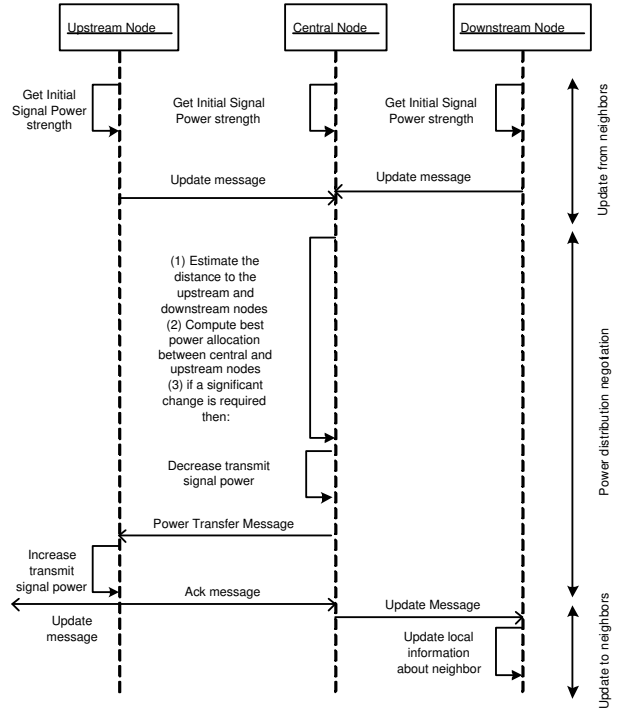 Upstream Node
Central Node
Downstream Node
Get Initial
Signal Power
strength
Get Initial Signal
Power strength
Get Initial Signal
Power strength
Update from neighbors
Update message
Update message
(1) Estimate the
distance to the
upstream and
downstream nodes
(2) Compute best
power allocation
between central and
upstream nodes
(3) if a significant
change is required
then:
Power distribution negotiation
Decrease transmit
signal power
Power Transfer Message
Increase
transmit
signal power
Ack message
Update Message
Update
message
Update local
information
about neighbor
Update to neighbors